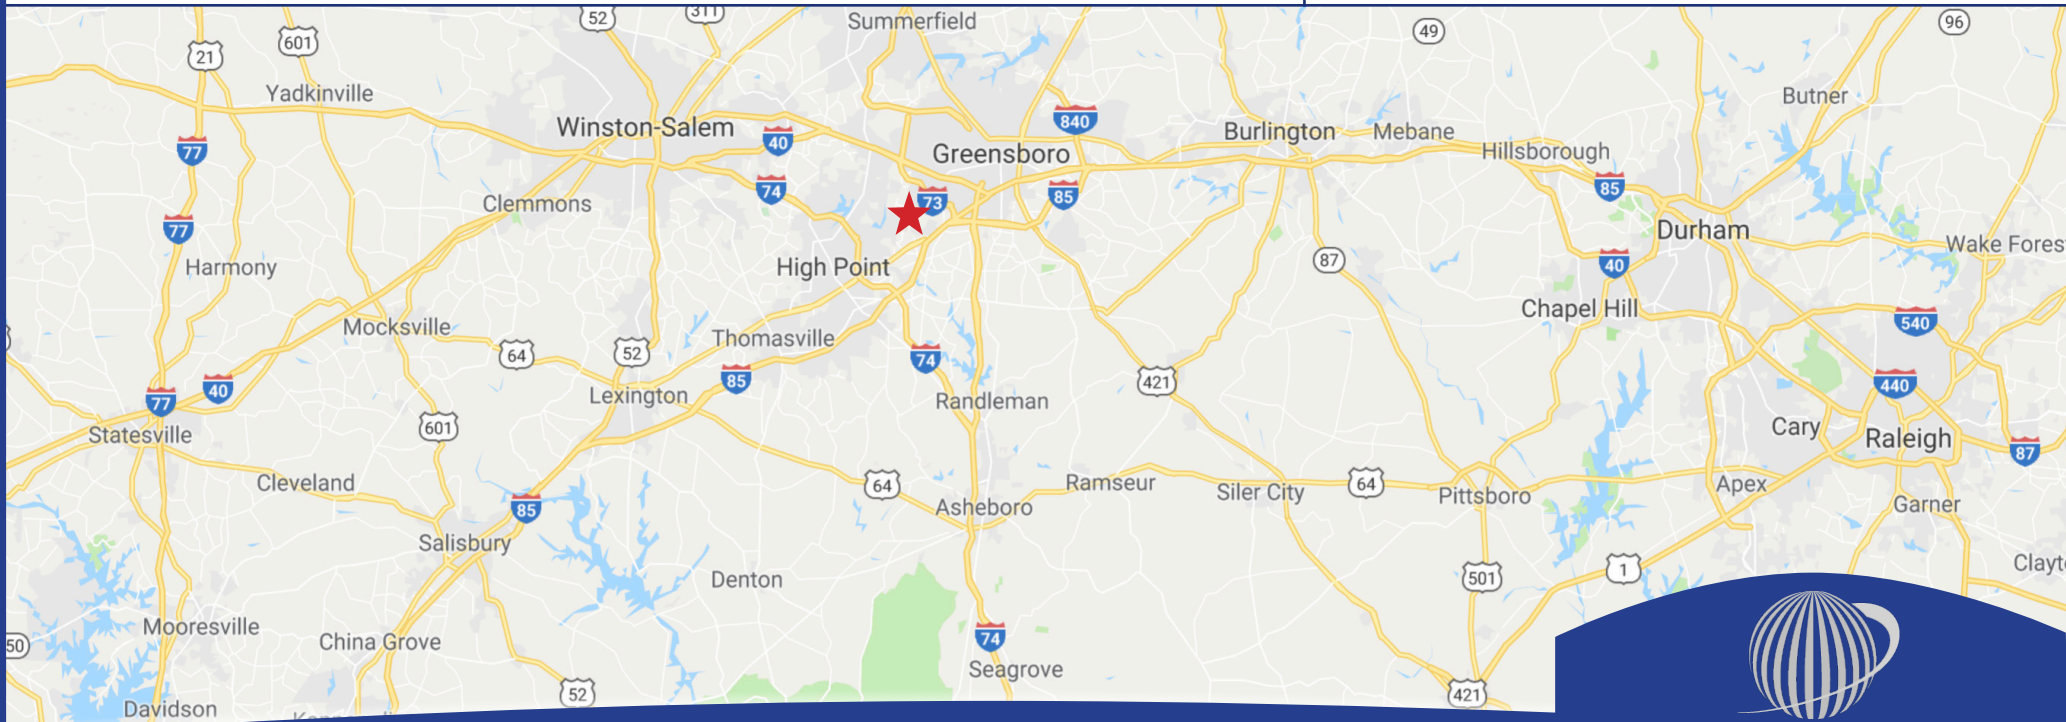 52
311
Summerfield
49
96
21
601
Yadkinville
Butner
77
Winston-Salem
40
840
Burlington
Mebane
Greensboro
Hillsborough
74
73
85
85
Clemmons
77
Durham
Harmony
High Point
87
40
Wake Fores
Chapel Hill
Mocksville
Thomasville
540
64
52
74
85
421
440
77
40
Lexington
Randleman
601
Statesville
Cary
Raleigh
87
Cleveland
64
Ramseur
Siler City
64
Pittsboro
Apex
85
Asheboro
Garner
Salisbury
Denton
501
1
Clayt
Mooresville
China Grove
50
74
Seagrove
52
421
Davidson